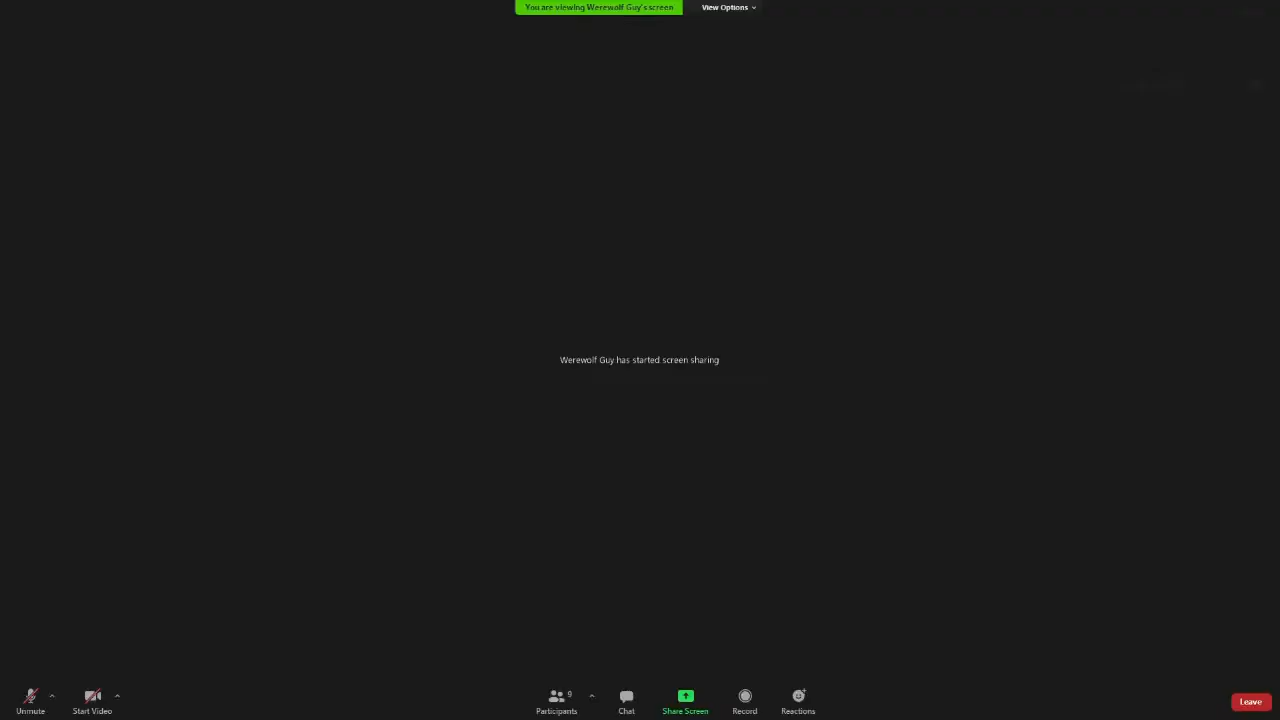 You are viewing Werewolf Guy's screen
View Options
Werewolf Guy has started screen sharing
Unmute
Start Video
9
Participants
Chat
Share Screen
Record
Reactions
Leave